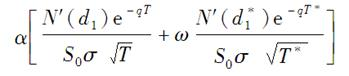 α[ N′(d₁)e^{-qT} / S₀σ √T + ω N′(d₁*)e^{-qT*} / S₀σ √T* ]